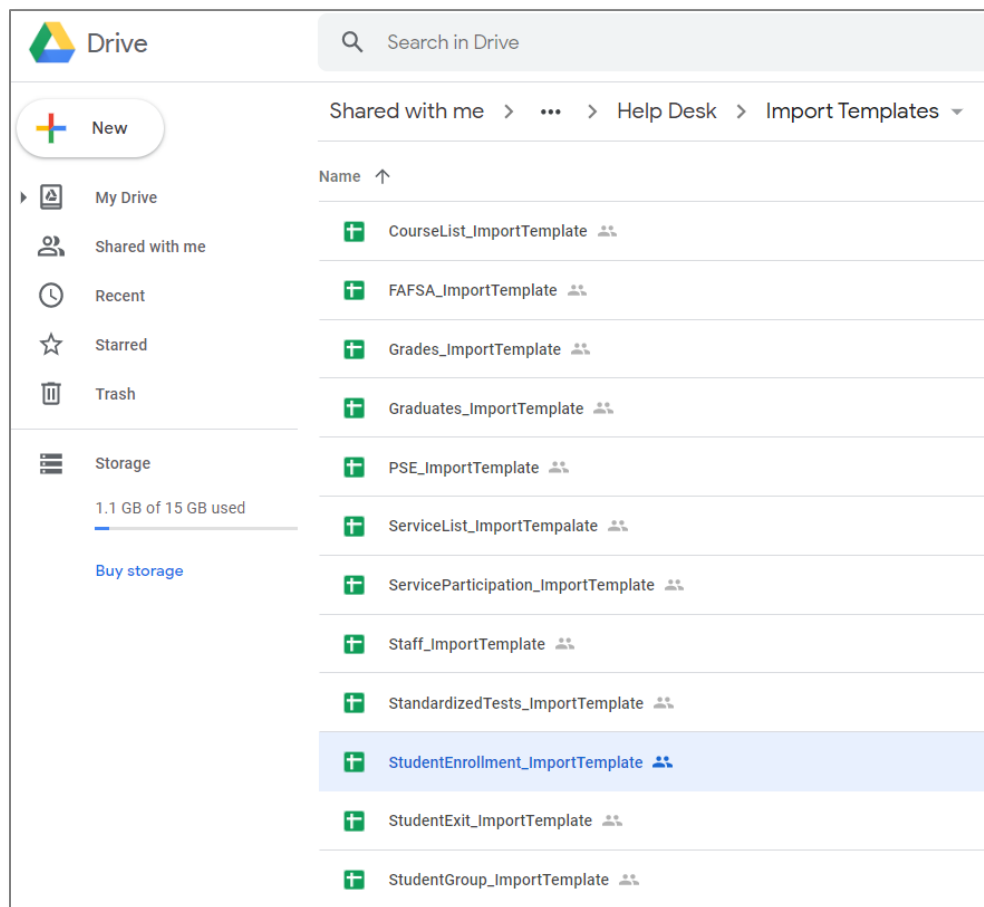 Drive
Search in Drive
New
Shared with me > ••• > Help Desk > Import Templates
My Drive
Shared with me
Recent
Starred
Trash
Storage
1.1 GB of 15 GB used
Buy storage
Name
CourseList_ImportTemplate
FAFSA_ImportTemplate
Grades_ImportTemplate
Graduates_ImportTemplate
PSE_ImportTemplate
ServiceList_ImportTempalate
ServiceParticipation_ImportTemplate
Staff_ImportTemplate
StandardizedTests_ImportTemplate
StudentEnrollment_ImportTemplate
StudentExit_ImportTemplate
StudentGroup_ImportTemplate